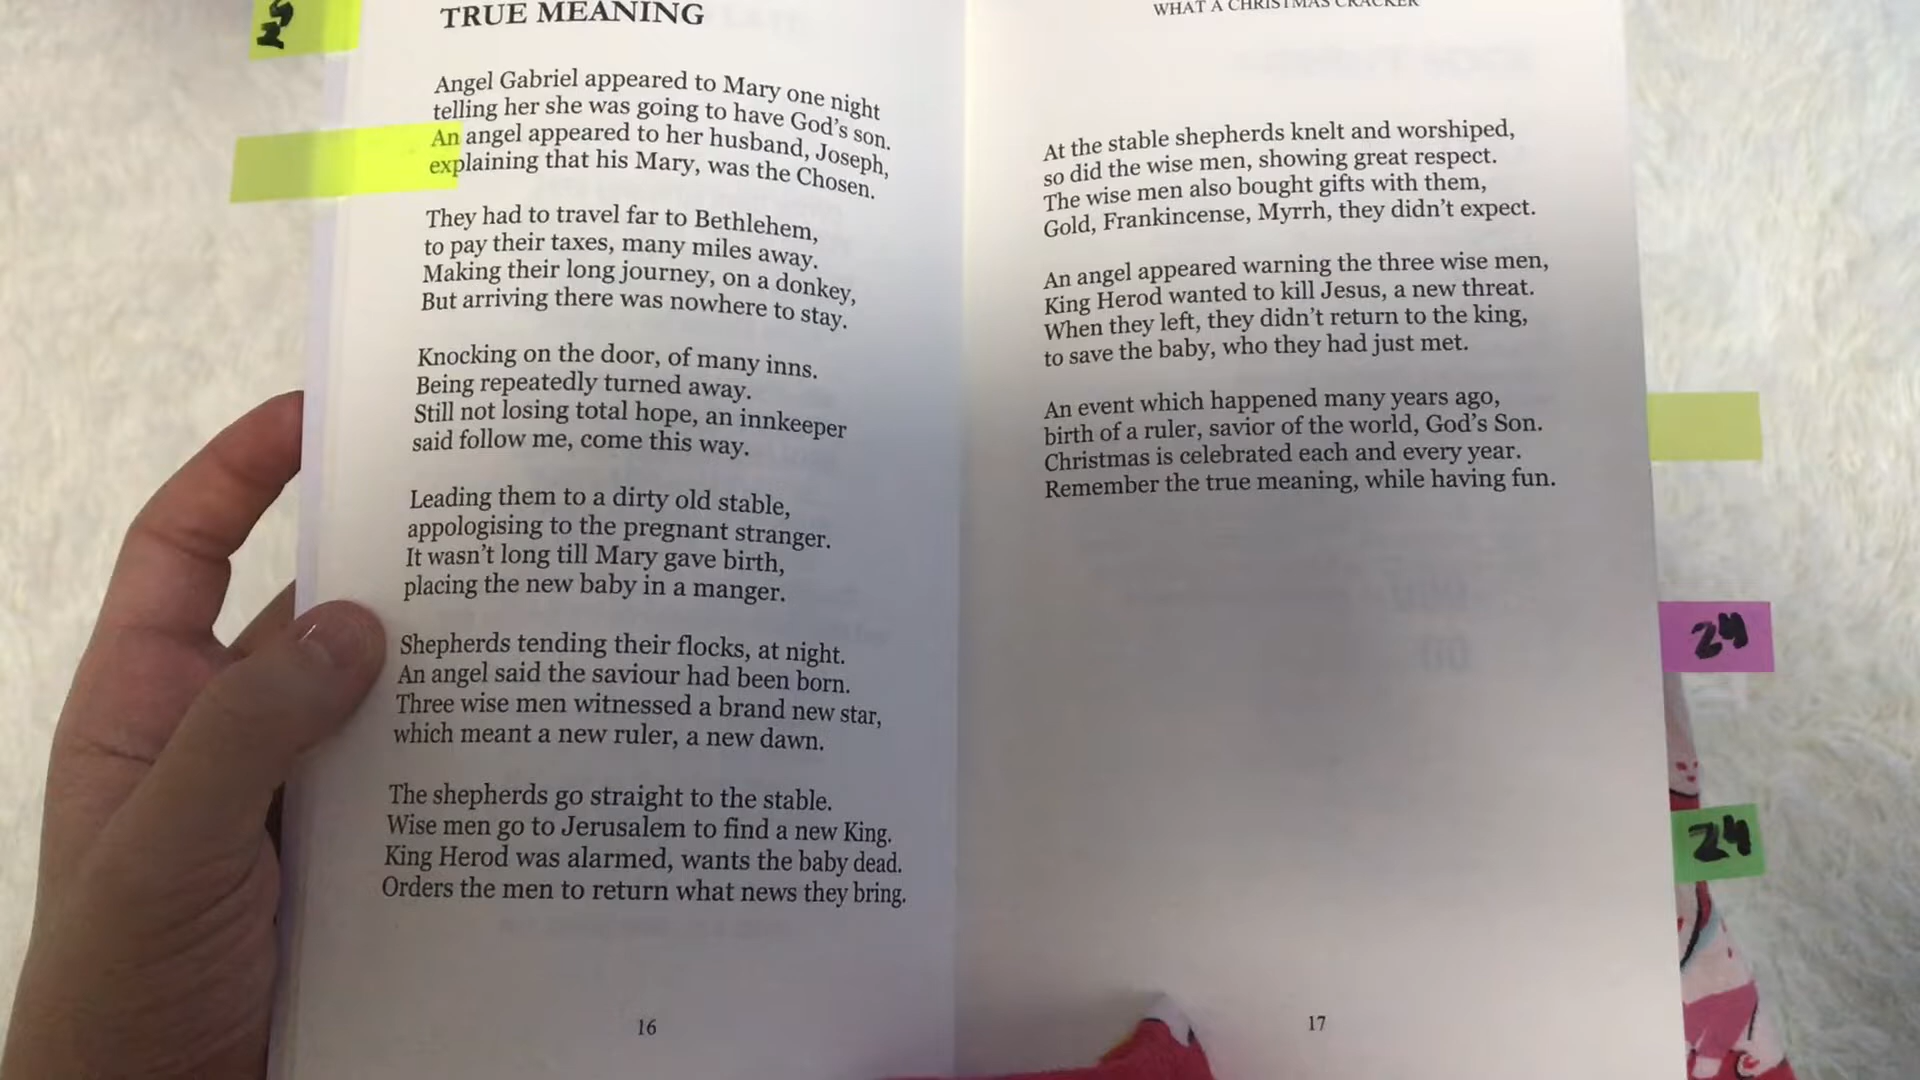 TRUE MEANING
Angel Gabriel appeared to Mary one night
telling her she was going to have God's son.
An angel appeared to her husband, Joseph,
explaining that his Mary, was the Chosen.
They had to travel far to Bethlehem,
to pay their taxes, many miles away.
Making their long journey, on a donkey,
But arriving there was nowhere to stay.
Knocking on the door, of many inns.
Being repeatedly turned away.
Still not losing total hope, an innkeeper
said follow me, come this way.
Leading them to a dirty old stable,
appologising to the pregnant stranger.
It wasn't long till Mary gave birth,
placing the new baby in a manger.
Shepherds tending their flocks, at night.
An angel said the saviour had been born.
Three wise men witnessed a brand new star,
which meant a new ruler, a new dawn.
The shepherds go straight to the stable.
Wise men go to Jerusalem to find a new King.
King Herod was alarmed, wants the baby dead.
Orders the men to return what news they bring.
16
WHAT A CHRISTMAS CRACKER
At the stable shepherds knelt and worshiped,
so did the wise men, showing great respect.
The wise men also bought gifts with them,
Gold, Frankincense, Myrrh, they didn't expect.
An angel appeared warning the three wise men,
King Herod wanted to kill Jesus, a new threat.
When they left, they didn't return to the king,
to save the baby, who they had just met.
An event which happened many years ago,
birth of a ruler, savior of the world, God's Son.
Christmas is celebrated each and every year.
Remember the true meaning, while having fun.
17
24
24